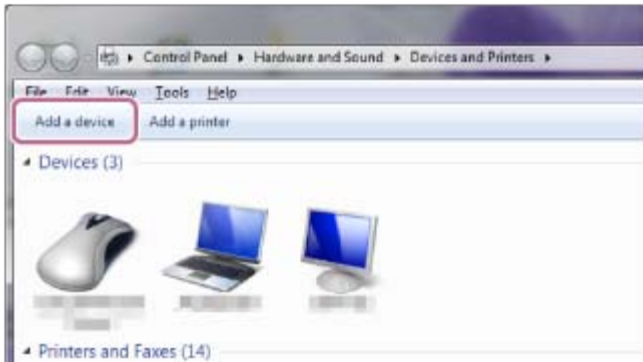 Control Panel ▸ Hardware and Sound ▸ Devices and Printers ▸
File Edit View Tools Help
Add a device Add a printer
Devices (3)
Printers and Faxes (14)